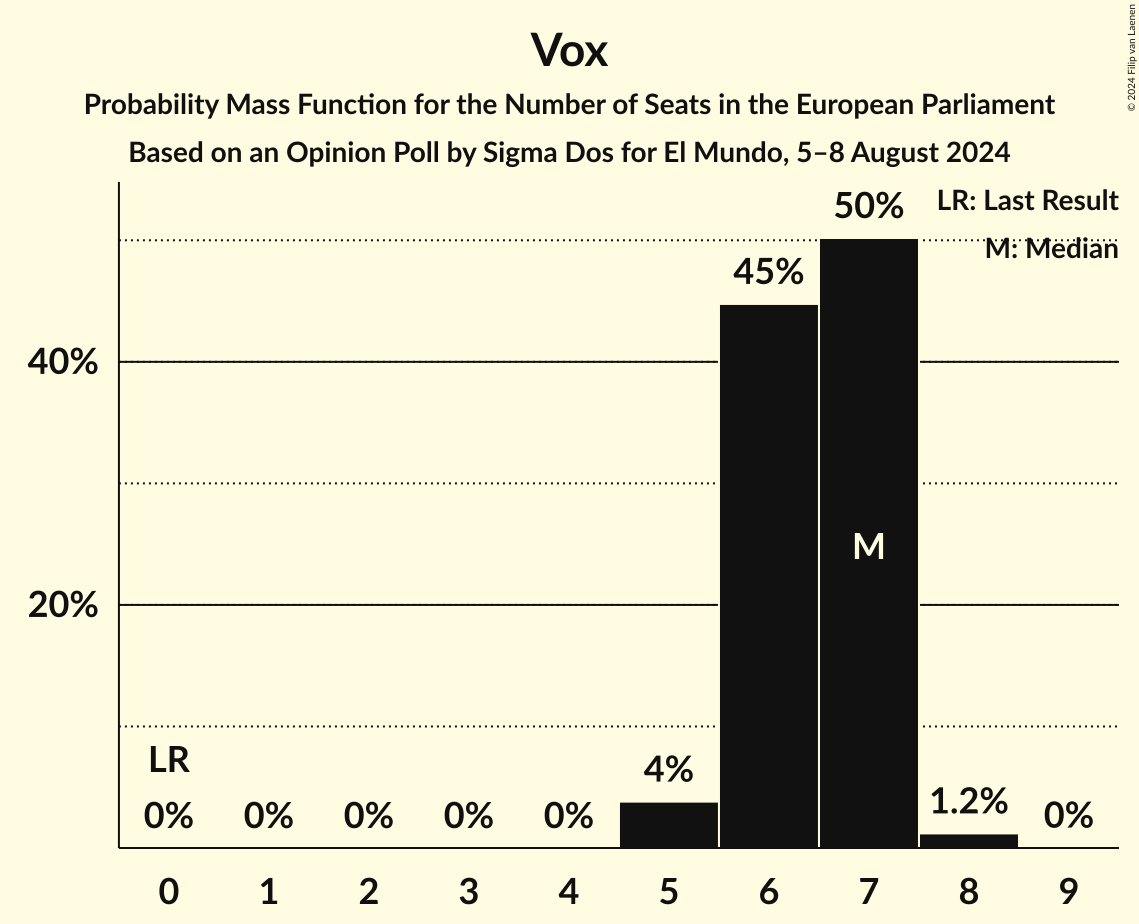 Vox
Probability Mass Function for the Number of Seats in the European Parliament
Based on an Opinion Poll by Sigma Dos for El Mundo, 5–8 August 2024
© 2024 Filip van Laenen
LR: Last Result
M: Median
50%
45%
40%
M
20%
LR
4%
1.2%
0% 0% 0% 0% 0% 0%
0 1 2 3 4 5 6 7 8 9